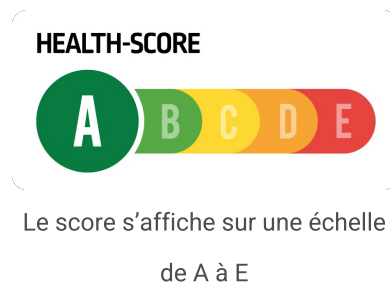 HEALTH-SCORE
A B C D E
Le score s’affiche sur une échelle
de A à E